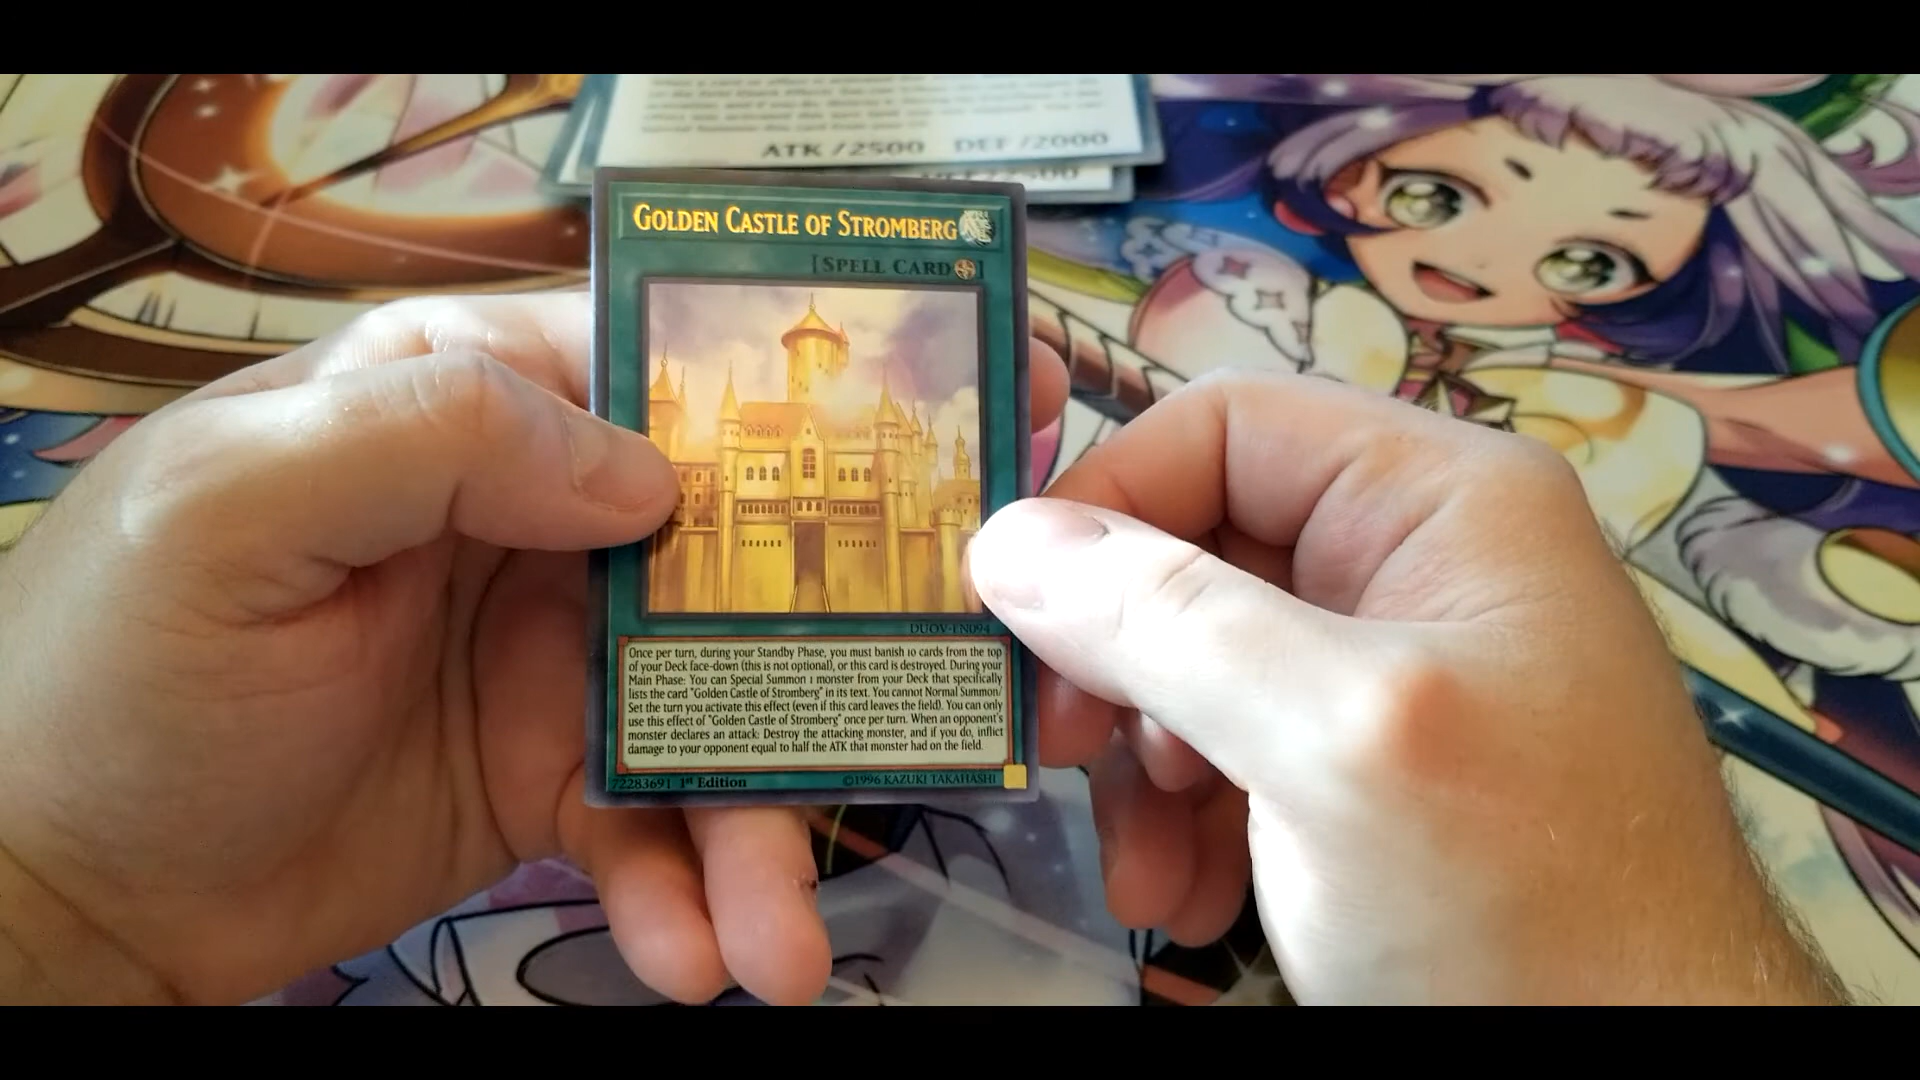 ATK/2500 DEF/2000
GOLDEN CASTLE OF STROMBERG
[SPELL CARD]
DUOV-EN094
Once per turn, during your Standby Phase, you must banish 10 cards from the top
of your Deck face-down (this is not optional), or this card is destroyed. During your
Main Phase: You can Special Summon 1 monster from your Deck that specifically
lists the card "Golden Castle of Stromberg" in its text. You cannot Normal Summon/
Set the turn you activate this effect (even if this card leaves the field). You can only
use this effect of "Golden Castle of Stromberg" once per turn. When an opponent's
monster declares an attack: Destroy the attacking monster, and if you do, inflict
damage to your opponent equal to half the ATK that monster had on the field.
72283691 1st Edition ©1996 KAZUKI TAKAHASHI